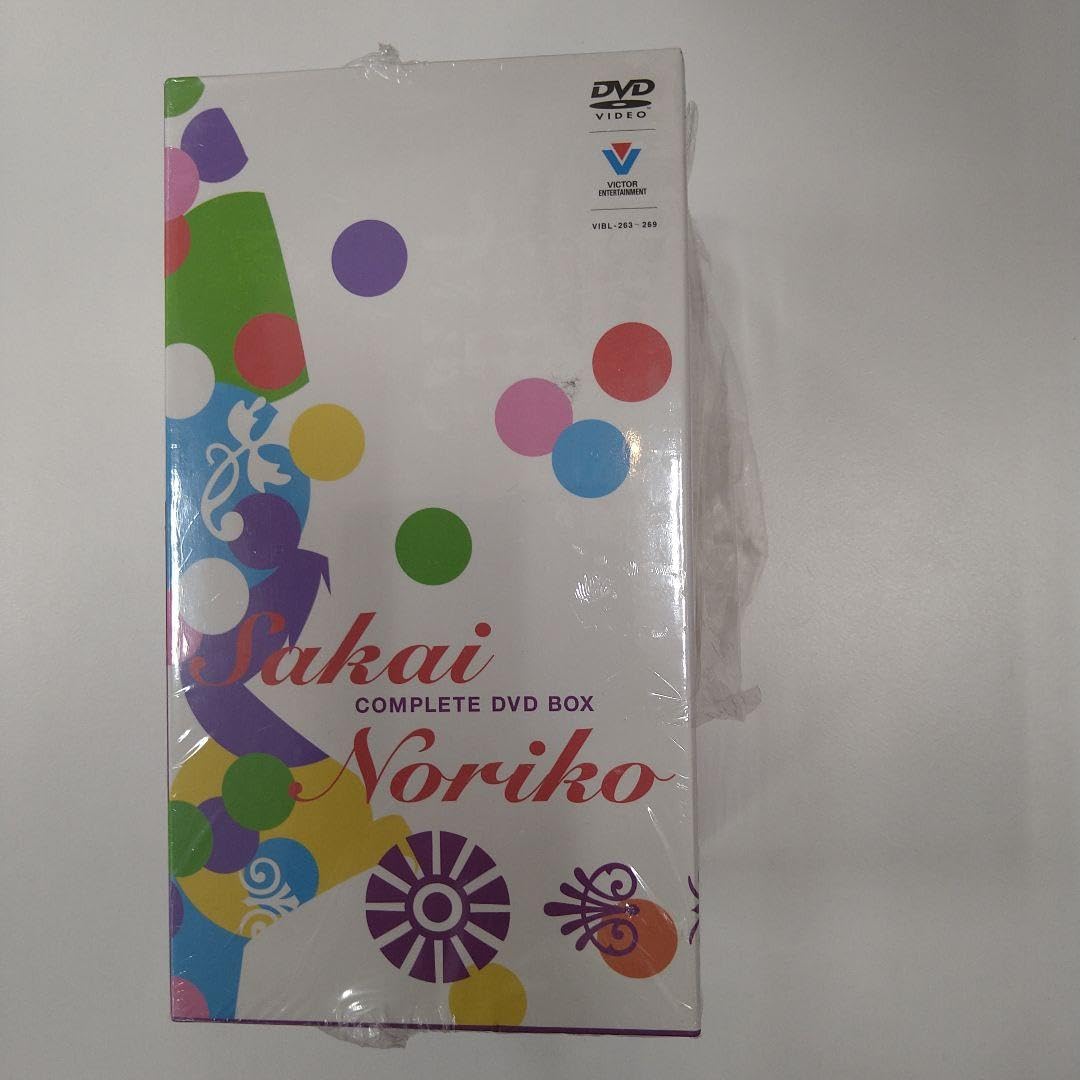 DVD
VIDEO
VICTOR
ENTERTAINMENT
VIBL-263~269
Sakai
COMPLETE DVD BOX
Noriko